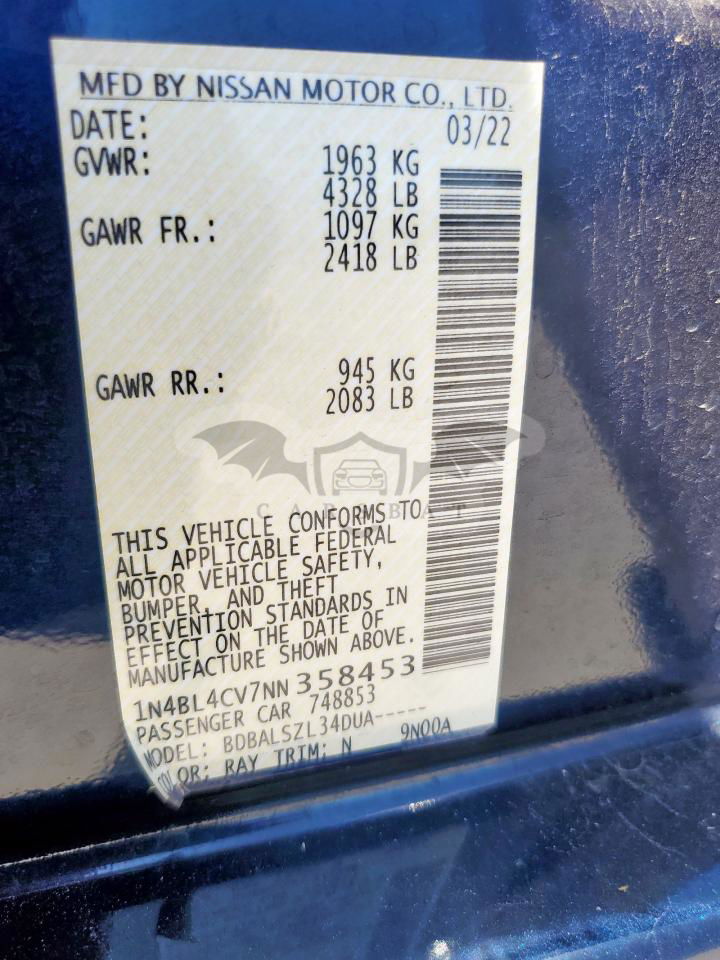 MFD BY NISSAN MOTOR CO., LTD.
DATE: 03/22
GVWR: 1963 KG
4328 LB
GAWR FR.: 1097 KG
2418 LB
GAWR RR.: 945 KG
2083 LB
CARSBAT
THIS VEHICLE CONFORMS TO
ALL APPLICABLE FEDERAL
MOTOR VEHICLE SAFETY,
BUMPER, AND THEFT
PREVENTION STANDARDS IN
EFFECT ON THE DATE OF
MANUFACTURE SHOWN ABOVE.
1N4BL4CV7NN358453
PASSENGER CAR 748853
MODEL: BDBALSZL34DUA----- 9N00A
COLOR: RAY TRIM: N